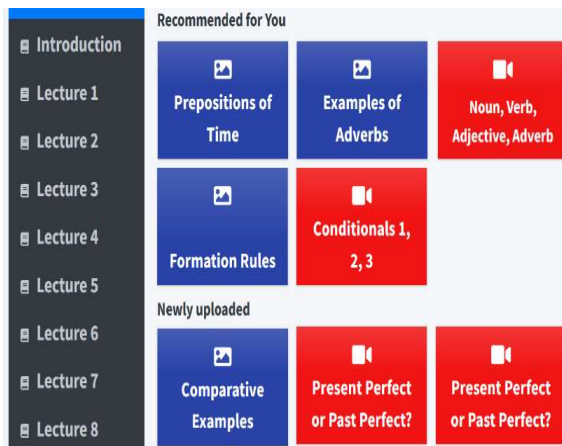 Introduction
Lecture 1
Lecture 2
Lecture 3
Lecture 4
Lecture 5
Lecture 6
Lecture 7
Lecture 8
Recommended for You
Prepositions of
Time
Examples of
Adverbs
Noun, Verb,
Adjective, Adverb
Formation Rules
Conditionals 1,
2, 3
Newly uploaded
Comparative
Examples
Present Perfect
or Past Perfect?
Present Perfect
or Past Perfect?